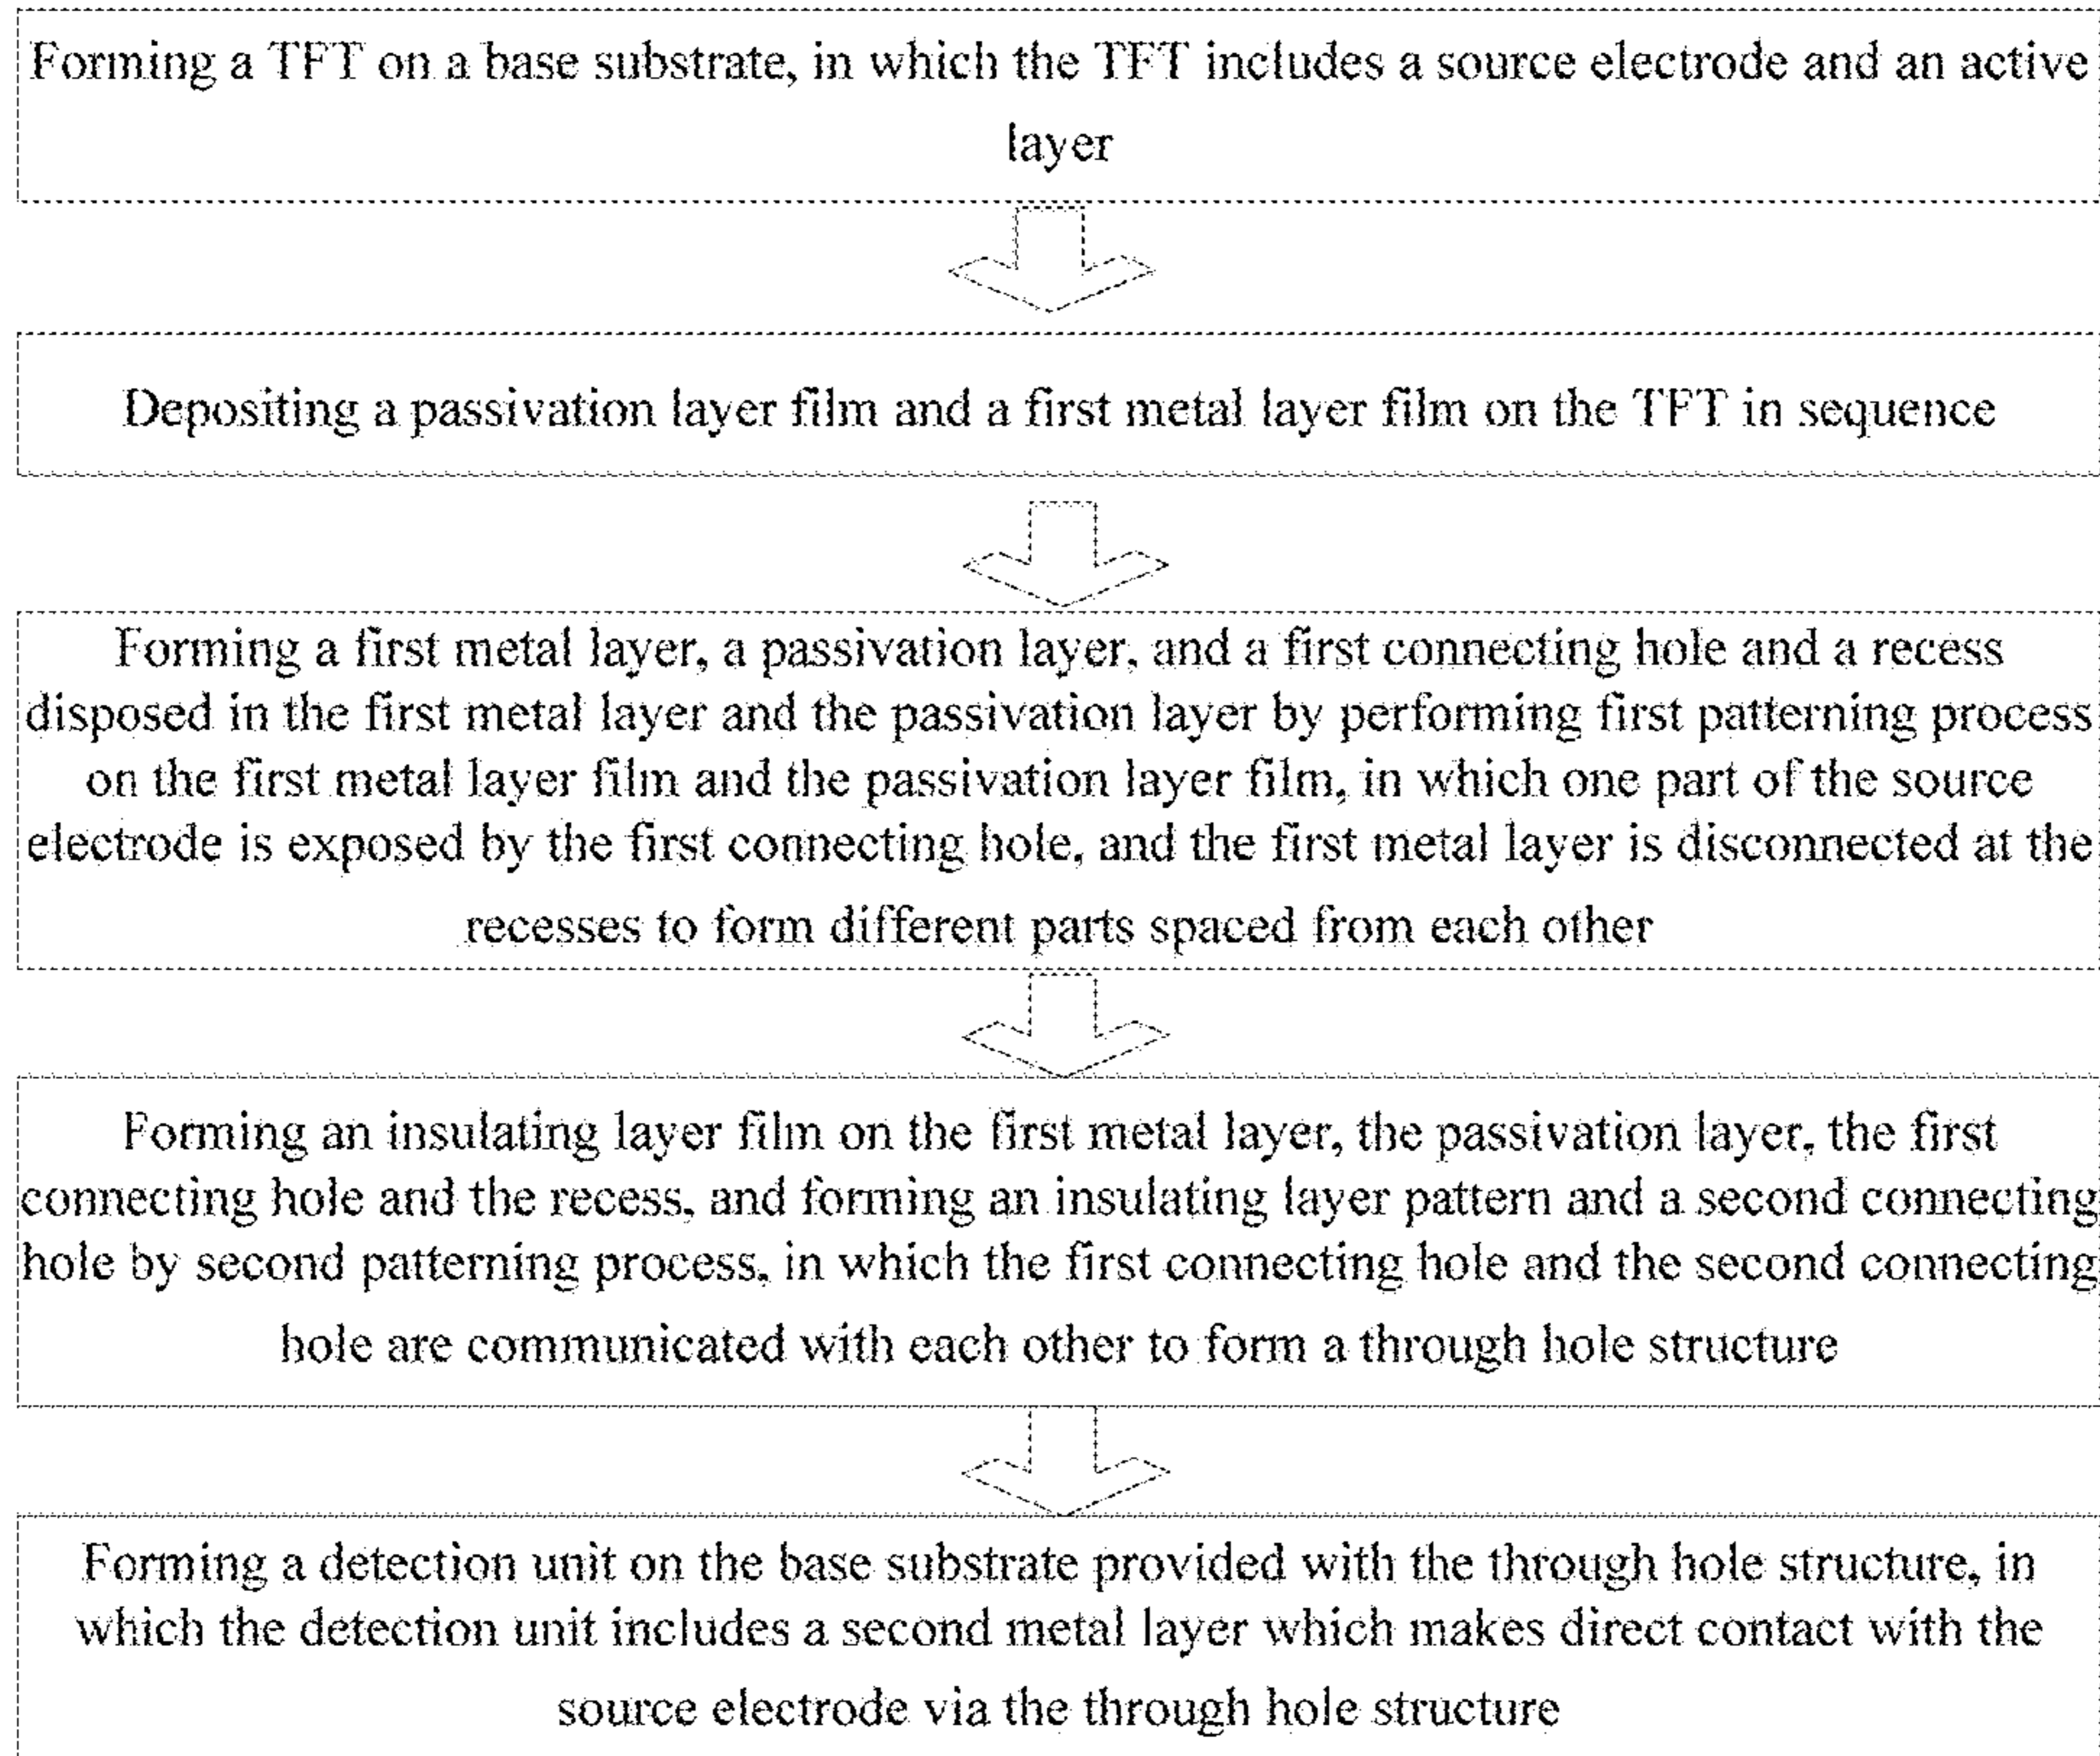 Forming a TFT on a base substrate, in which the TFT includes a source electrode and an active
layer
Depositing a passivation layer film and a first metal layer film on the TFT in sequence
Forming a first metal layer, a passivation layer, and a first connecting hole and a recess
disposed in the first metal layer and the passivation layer by performing first patterning process
on the first metal layer film and the passivation layer film, in which one part of the source
electrode is exposed by the first connecting hole, and the first metal layer is disconnected at the
recesses to form different parts spaced from each other
Forming an insulating layer film on the first metal layer, the passivation layer, the first
connecting hole and the recess, and forming an insulating layer pattern and a second connecting
hole by second patterning process, in which the first connecting hole and the second connecting
hole are communicated with each other to form a through hole structure
Forming a detection unit on the base substrate provided with the through hole structure, in
which the detection unit includes a second metal layer which makes direct contact with the
source electrode via the through hole structure